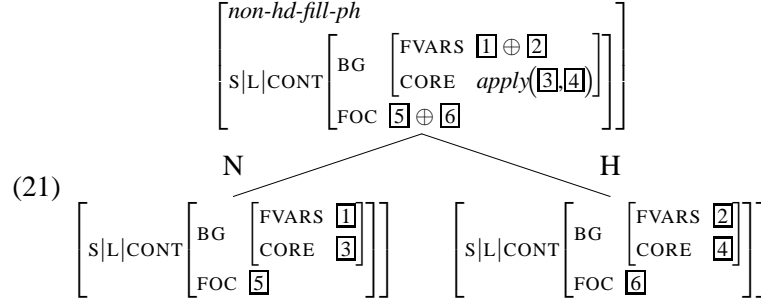 non-hd-fill-ph
S|L|CONT BG FVARS 1 ⊕ 2
CORE apply(3,4)
FOC 5 ⊕ 6
N H
(21)
S|L|CONT BG FVARS 1 CORE 3 FOC 5
S|L|CONT BG FVARS 2 CORE 4 FOC 6